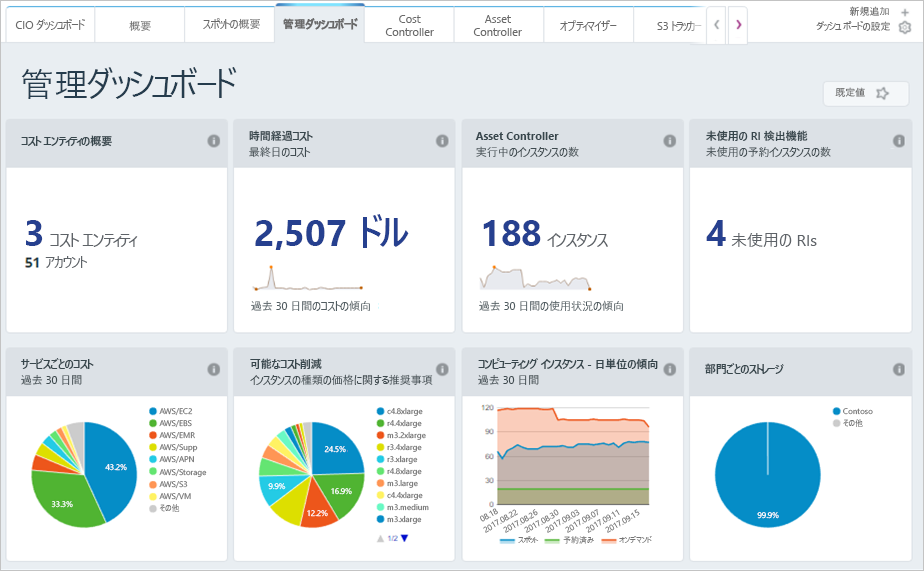 CIO ダッシュボード
概要
スポットの概要
管理ダッシュボード
Cost
Controller
Asset
Controller
オプティマイザー
S3 トラッカー
新規追加
ダッシュボードの設定
管理ダッシュボード
既定値
コスト エンティティの概要
時間経過コスト
最終日のコスト
Asset Controller
実行中のインスタンスの数
未使用の RI 検出機能
未使用の予約インスタンスの数
3 コスト エンティティ
51 アカウント
2,507 ドル
過去 30 日間のコストの傾向
188 インスタンス
過去 30 日間の使用状況の傾向
4 未使用の RIs
サービスごとのコスト
過去 30 日間
43.2%
33.3%
AWS/EC2
AWS/EBS
AWS/EMR
AWS/Supp
AWS/APN
AWS/Storage
AWS/S3
AWS/VM
その他
可能なコスト削減
インスタンスの種類の価格に関する推奨事項
24.5%
16.9%
12.2%
9.9%
c4.8xlarge
r4.4xlarge
m3.2xlarge
r3.4xlarge
r3.xlarge
r4.8xlarge
m3.large
c4.4xlarge
m3.medium
m3.xlarge
1/2
コンピューティング インスタンス - 日単位の傾向
過去 30 日間
120
90
60
30
0
08.18
2017.08.22
2017.08.26
2017.08.30
2017.09.03
2017.09.07
2017.09.11
2017.09.15
スポット
予約済み
オンデマンド
部門ごとのストレージ
99.9%
Contoso
その他